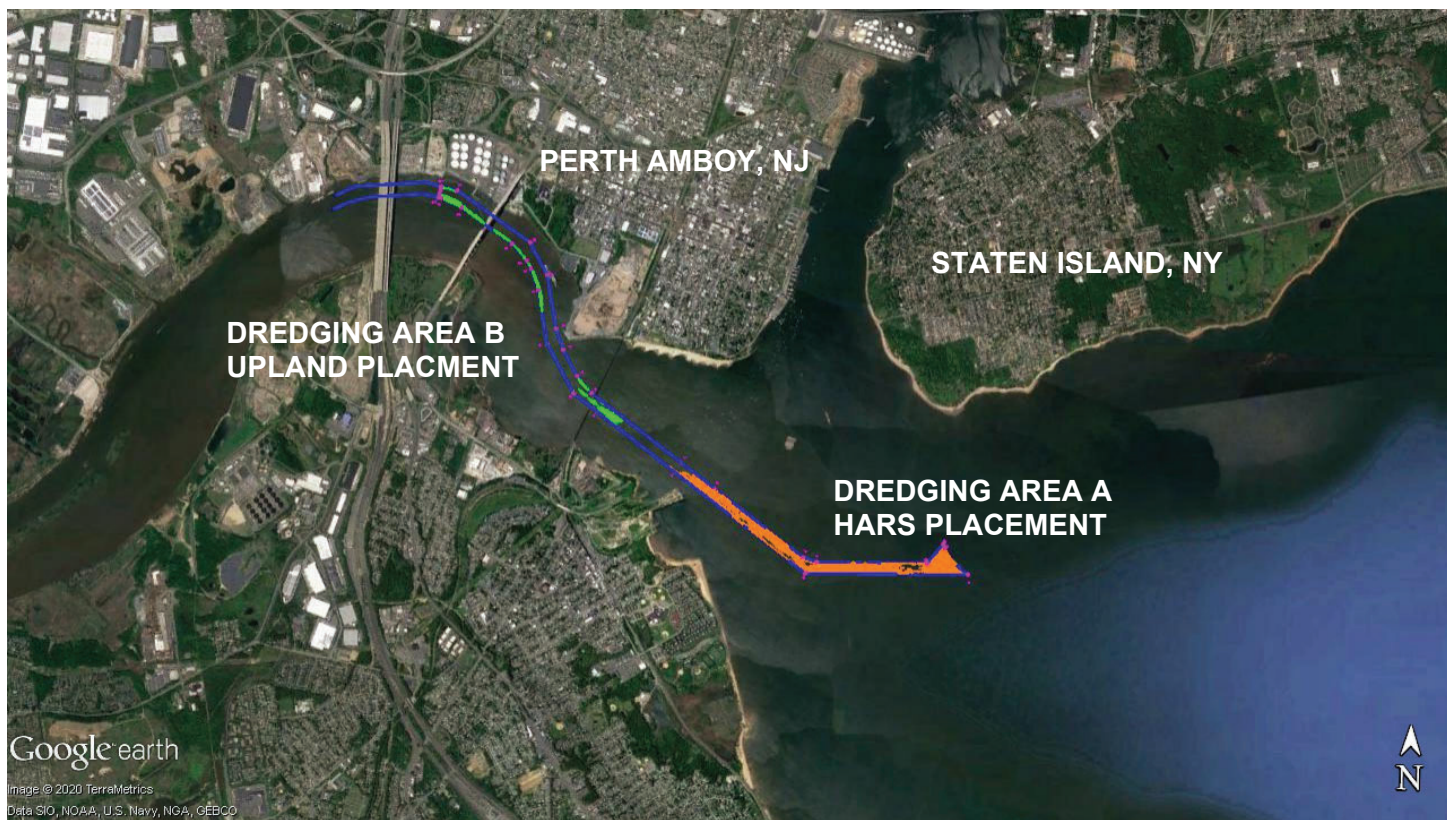 PERTH AMBOY, NJ
STATEN ISLAND, NY
DREDGING AREA B
UPLAND PLACMENT
DREDGING AREA A
HARS PLACEMENT
Google earth
Image © 2020 TerraMetrics
Data SIO, NOAA, U.S. Navy, NGA, GEBCO
N